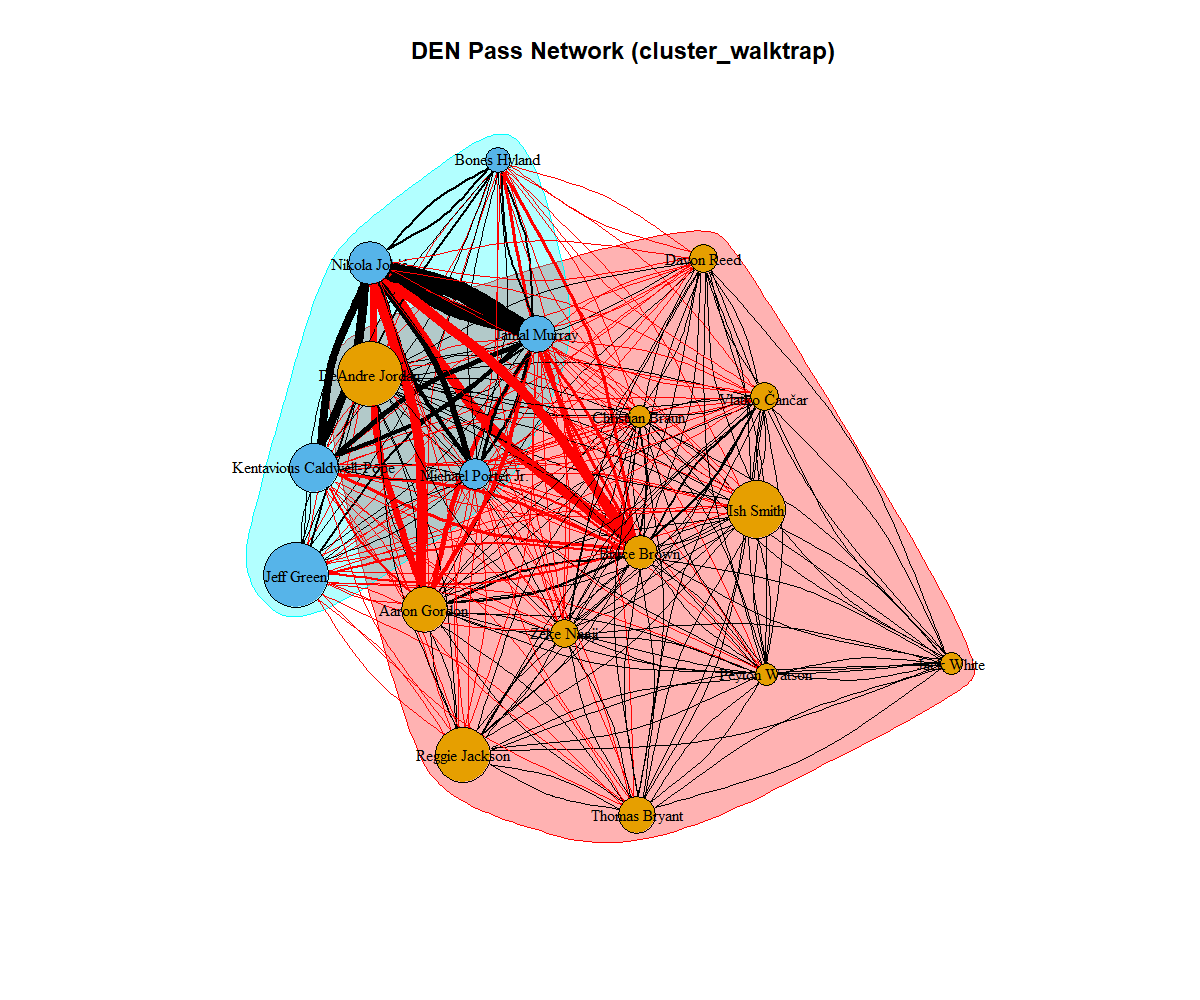 DEN Pass Network (cluster_walktrap)
Bones Hyland
Davon Reed
Nikola Jokić
Jamal Murray
DeAndre Jordan
Vlatko Čančar
Christian Braun
Kentavious Caldwell-Pope
Michael Porter Jr.
Ish Smith
Bruce Brown
Jeff Green
Aaron Gordon
Zeke Nnaji
Jack White
Peyton Watson
Reggie Jackson
Thomas Bryant